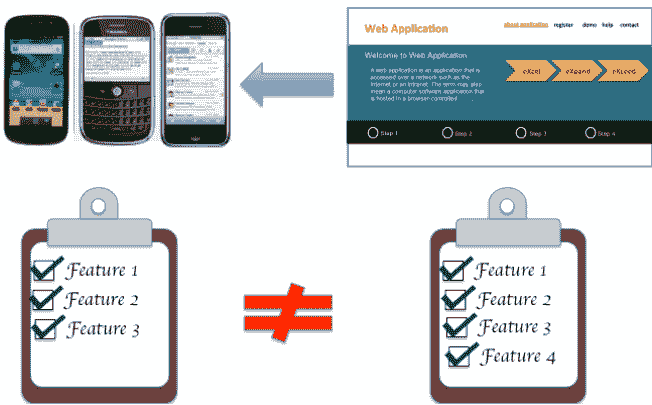 Web Application
about application register demo help contact
Welcome to Web Application
A web application is an application that is
accessed over a network such as the
Internet or an intranet. The term may also
mean a computer software application that
is hosted in a browser controlled
eXcel eXpand eXceed
Step 1 Step 2 Step 3 Step 4
Feature 1
Feature 2
Feature 3
Feature 1
Feature 2
Feature 3
Feature 4